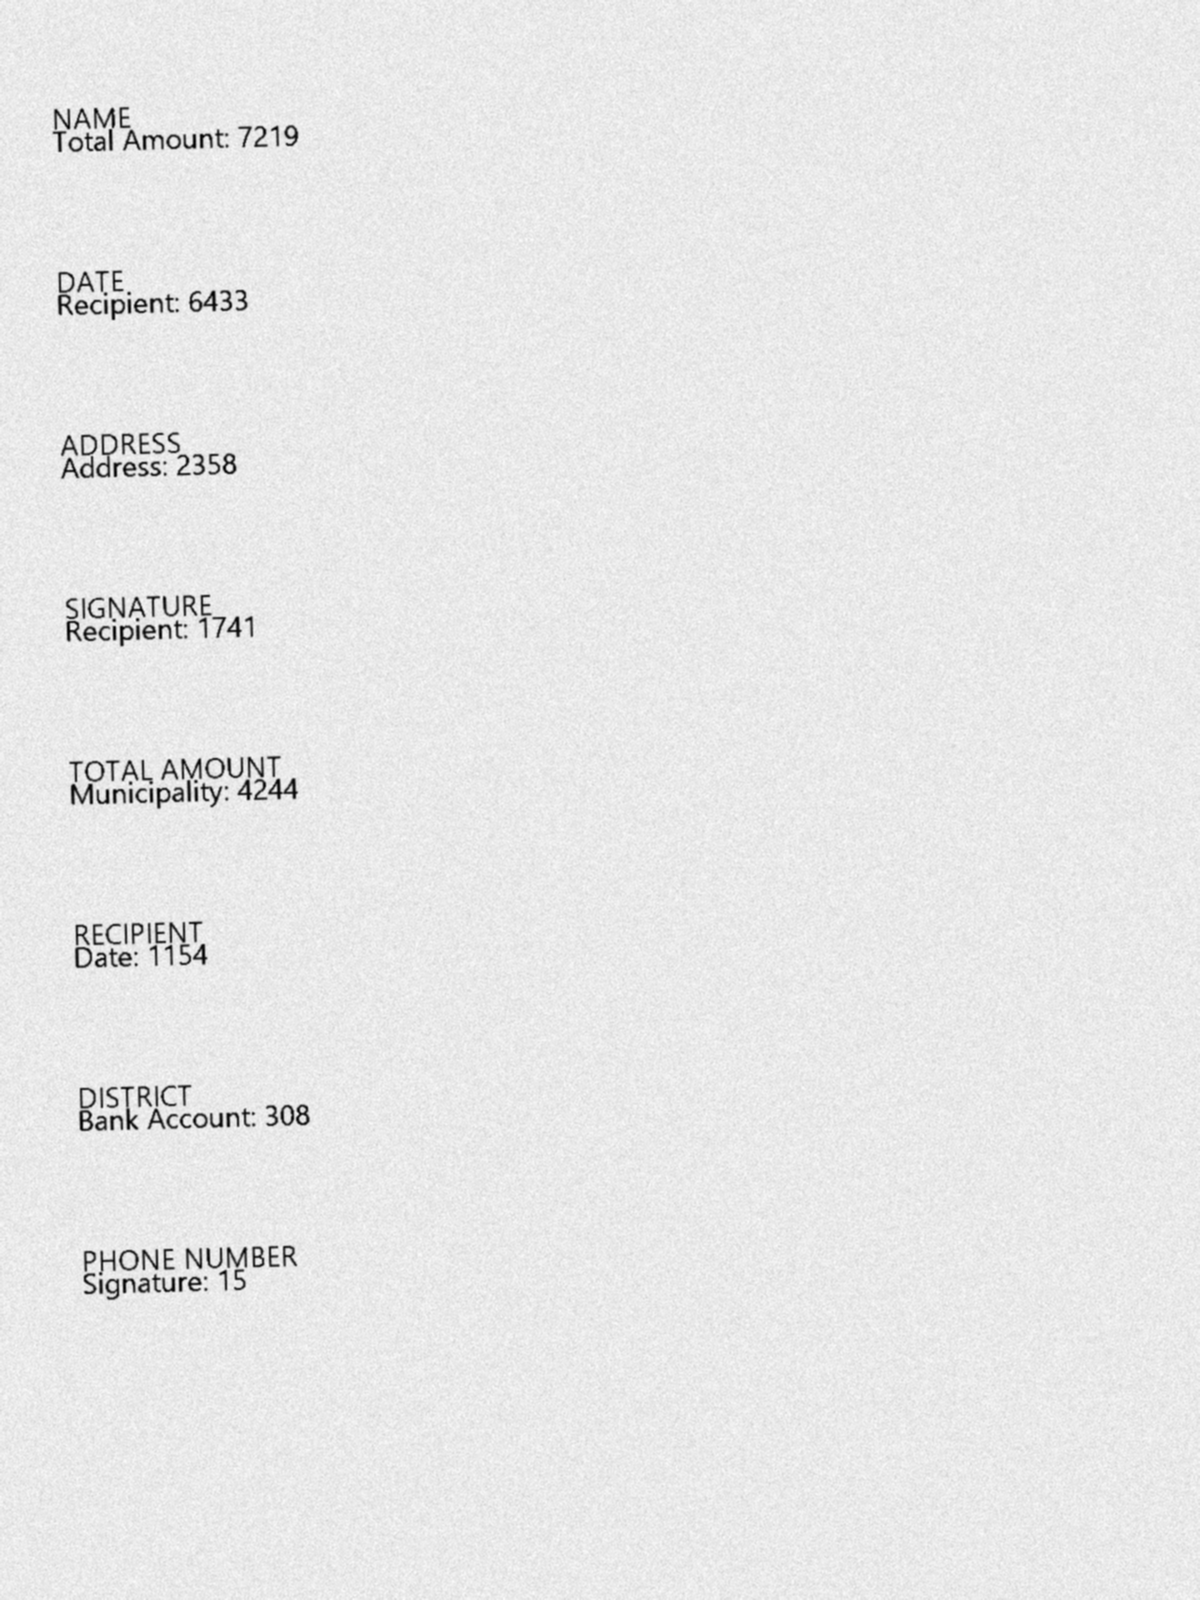 NAME
Total Amount: 7219
DATE
Recipient: 6433
ADDRESS
Address: 2358
SIGNATURE
Recipient: 1741
TOTAL AMOUNT
Municipality: 4244
RECIPIENT
Date: 1154
DISTRICT
Bank Account: 308
PHONE NUMBER
Signature: 15